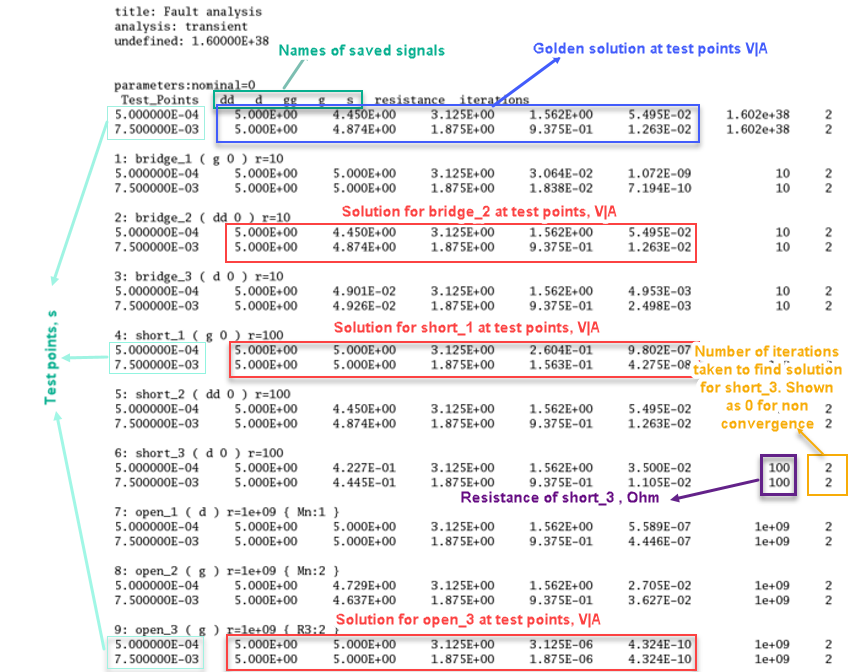 title: Fault analysis
analysis: transient
undefined: 1.60000E+38
Names of saved signals
Golden solution at test points V|A
parameters:nominal=0
Test_Points dd d gg g s resistance iterations
5.000000E-04 5.000E+00 4.450E+00 3.125E+00 1.562E+00 5.495E-02 1.602e+38 2
7.500000E-03 5.000E+00 4.874E+00 1.875E+00 9.375E-01 1.263E-02 1.602e+38 2
1: bridge_1 ( g 0 ) r=10
5.000000E-04 5.000E+00 5.000E+00 3.125E+00 3.064E-02 1.072E-09 10 2
7.500000E-03 5.000E+00 5.000E+00 1.875E+00 1.838E-02 7.194E-10 10 2
2: bridge_2 ( dd 0 ) r=10
Solution for bridge_2 at test points, V|A
5.000000E-04 5.000E+00 4.450E+00 3.125E+00 1.562E+00 5.495E-02 10 2
7.500000E-03 5.000E+00 4.874E+00 1.875E+00 9.375E-01 1.263E-02 10 2
3: bridge_3 ( d 0 ) r=10
5.000000E-04 5.000E+00 4.901E-02 3.125E+00 1.562E+00 4.953E-03 10 2
7.500000E-03 5.000E+00 4.926E-02 1.875E+00 9.375E-01 2.498E-03 10 2
Test points, s
4: short_1 ( g 0 ) r=100
Solution for short_1 at test points, V|A
5.000000E-04 5.000E+00 5.000E+00 3.125E+00 2.604E-01 9.802E-07
7.500000E-03 5.000E+00 5.000E+00 1.875E+00 1.563E-01 4.275E-08
Number of iterations
taken to find solution
for short_3. Shown
as 0 for non
convergence
5: short_2 ( dd 0 ) r=100
5.000000E-04 5.000E+00 4.450E+00 3.125E+00 1.562E+00 5.495E-02 2
7.500000E-03 5.000E+00 4.874E+00 1.875E+00 9.375E-01 1.263E-02 2
6: short_3 ( d 0 ) r=100
5.000000E-04 5.000E+00 4.227E-01 3.125E+00 1.562E+00 3.500E-02 100 2
7.500000E-03 5.000E+00 4.445E-01 1.875E+00 9.375E-01 1.105E-02 100 2
Resistance of short_3 , Ohm
7: open_1 ( d ) r=1e+09 { Mn:1 }
5.000000E-04 5.000E+00 5.000E+00 3.125E+00 1.562E+00 5.589E-07 1e+09 2
7.500000E-03 5.000E+00 5.000E+00 1.875E+00 9.375E-01 4.446E-07 1e+09 2
8: open_2 ( g ) r=1e+09 { Mn:2 }
5.000000E-04 5.000E+00 4.729E+00 3.125E+00 1.562E+00 2.705E-02 1e+09 2
7.500000E-03 5.000E+00 4.637E+00 1.875E+00 9.375E-01 3.627E-02 1e+09 2
Solution for open_3 at test points, V|A
9: open_3 ( g ) r=1e+09 { R3:2 }
5.000000E-04 5.000E+00 5.000E+00 3.125E+00 3.125E-06 4.324E-10 1e+09 2
7.500000E-03 5.000E+00 5.000E+00 1.875E+00 1.875E-06 4.324E-10 1e+09 2